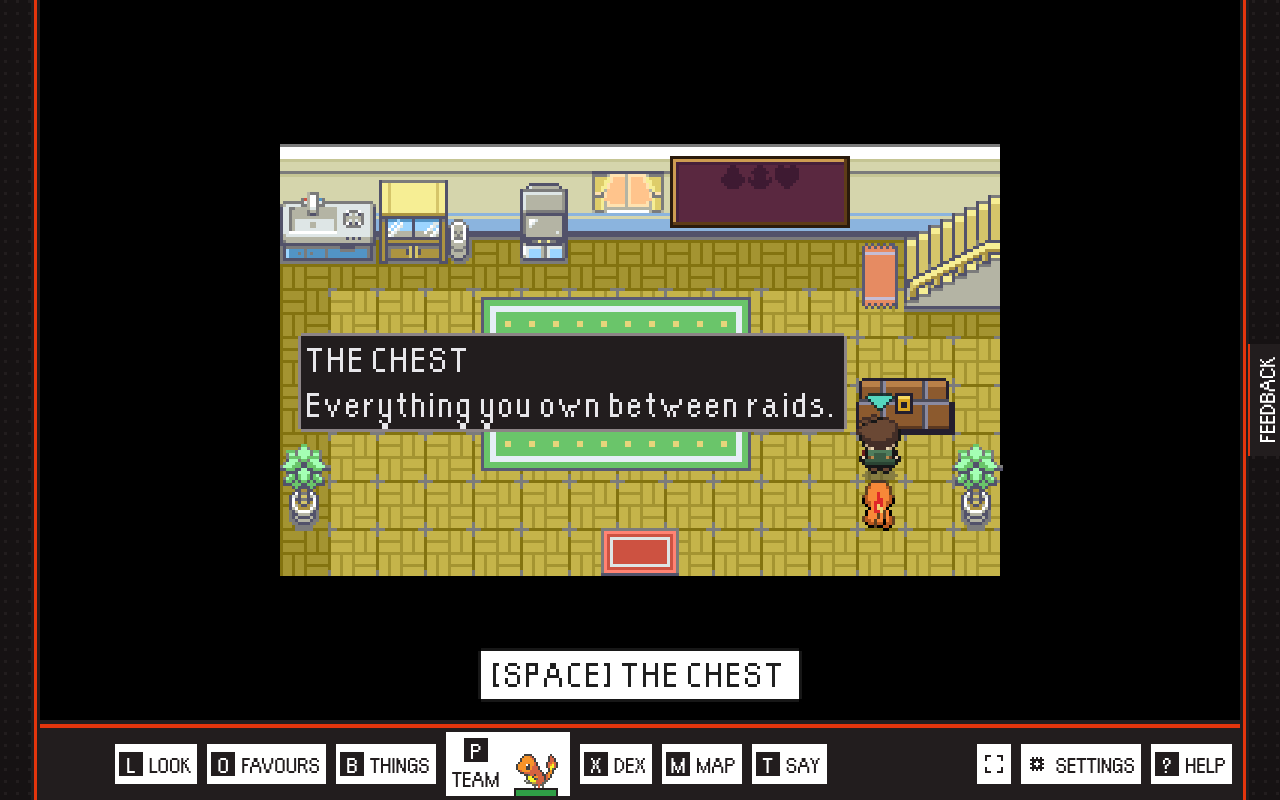 THE CHEST
Everything you own between raids.
FEEDBACK
[SPACE] THE CHEST
L LOOK
O FAVOURS
B THINGS
P TEAM
X DEX
M MAP
T SAY
SETTINGS
? HELP